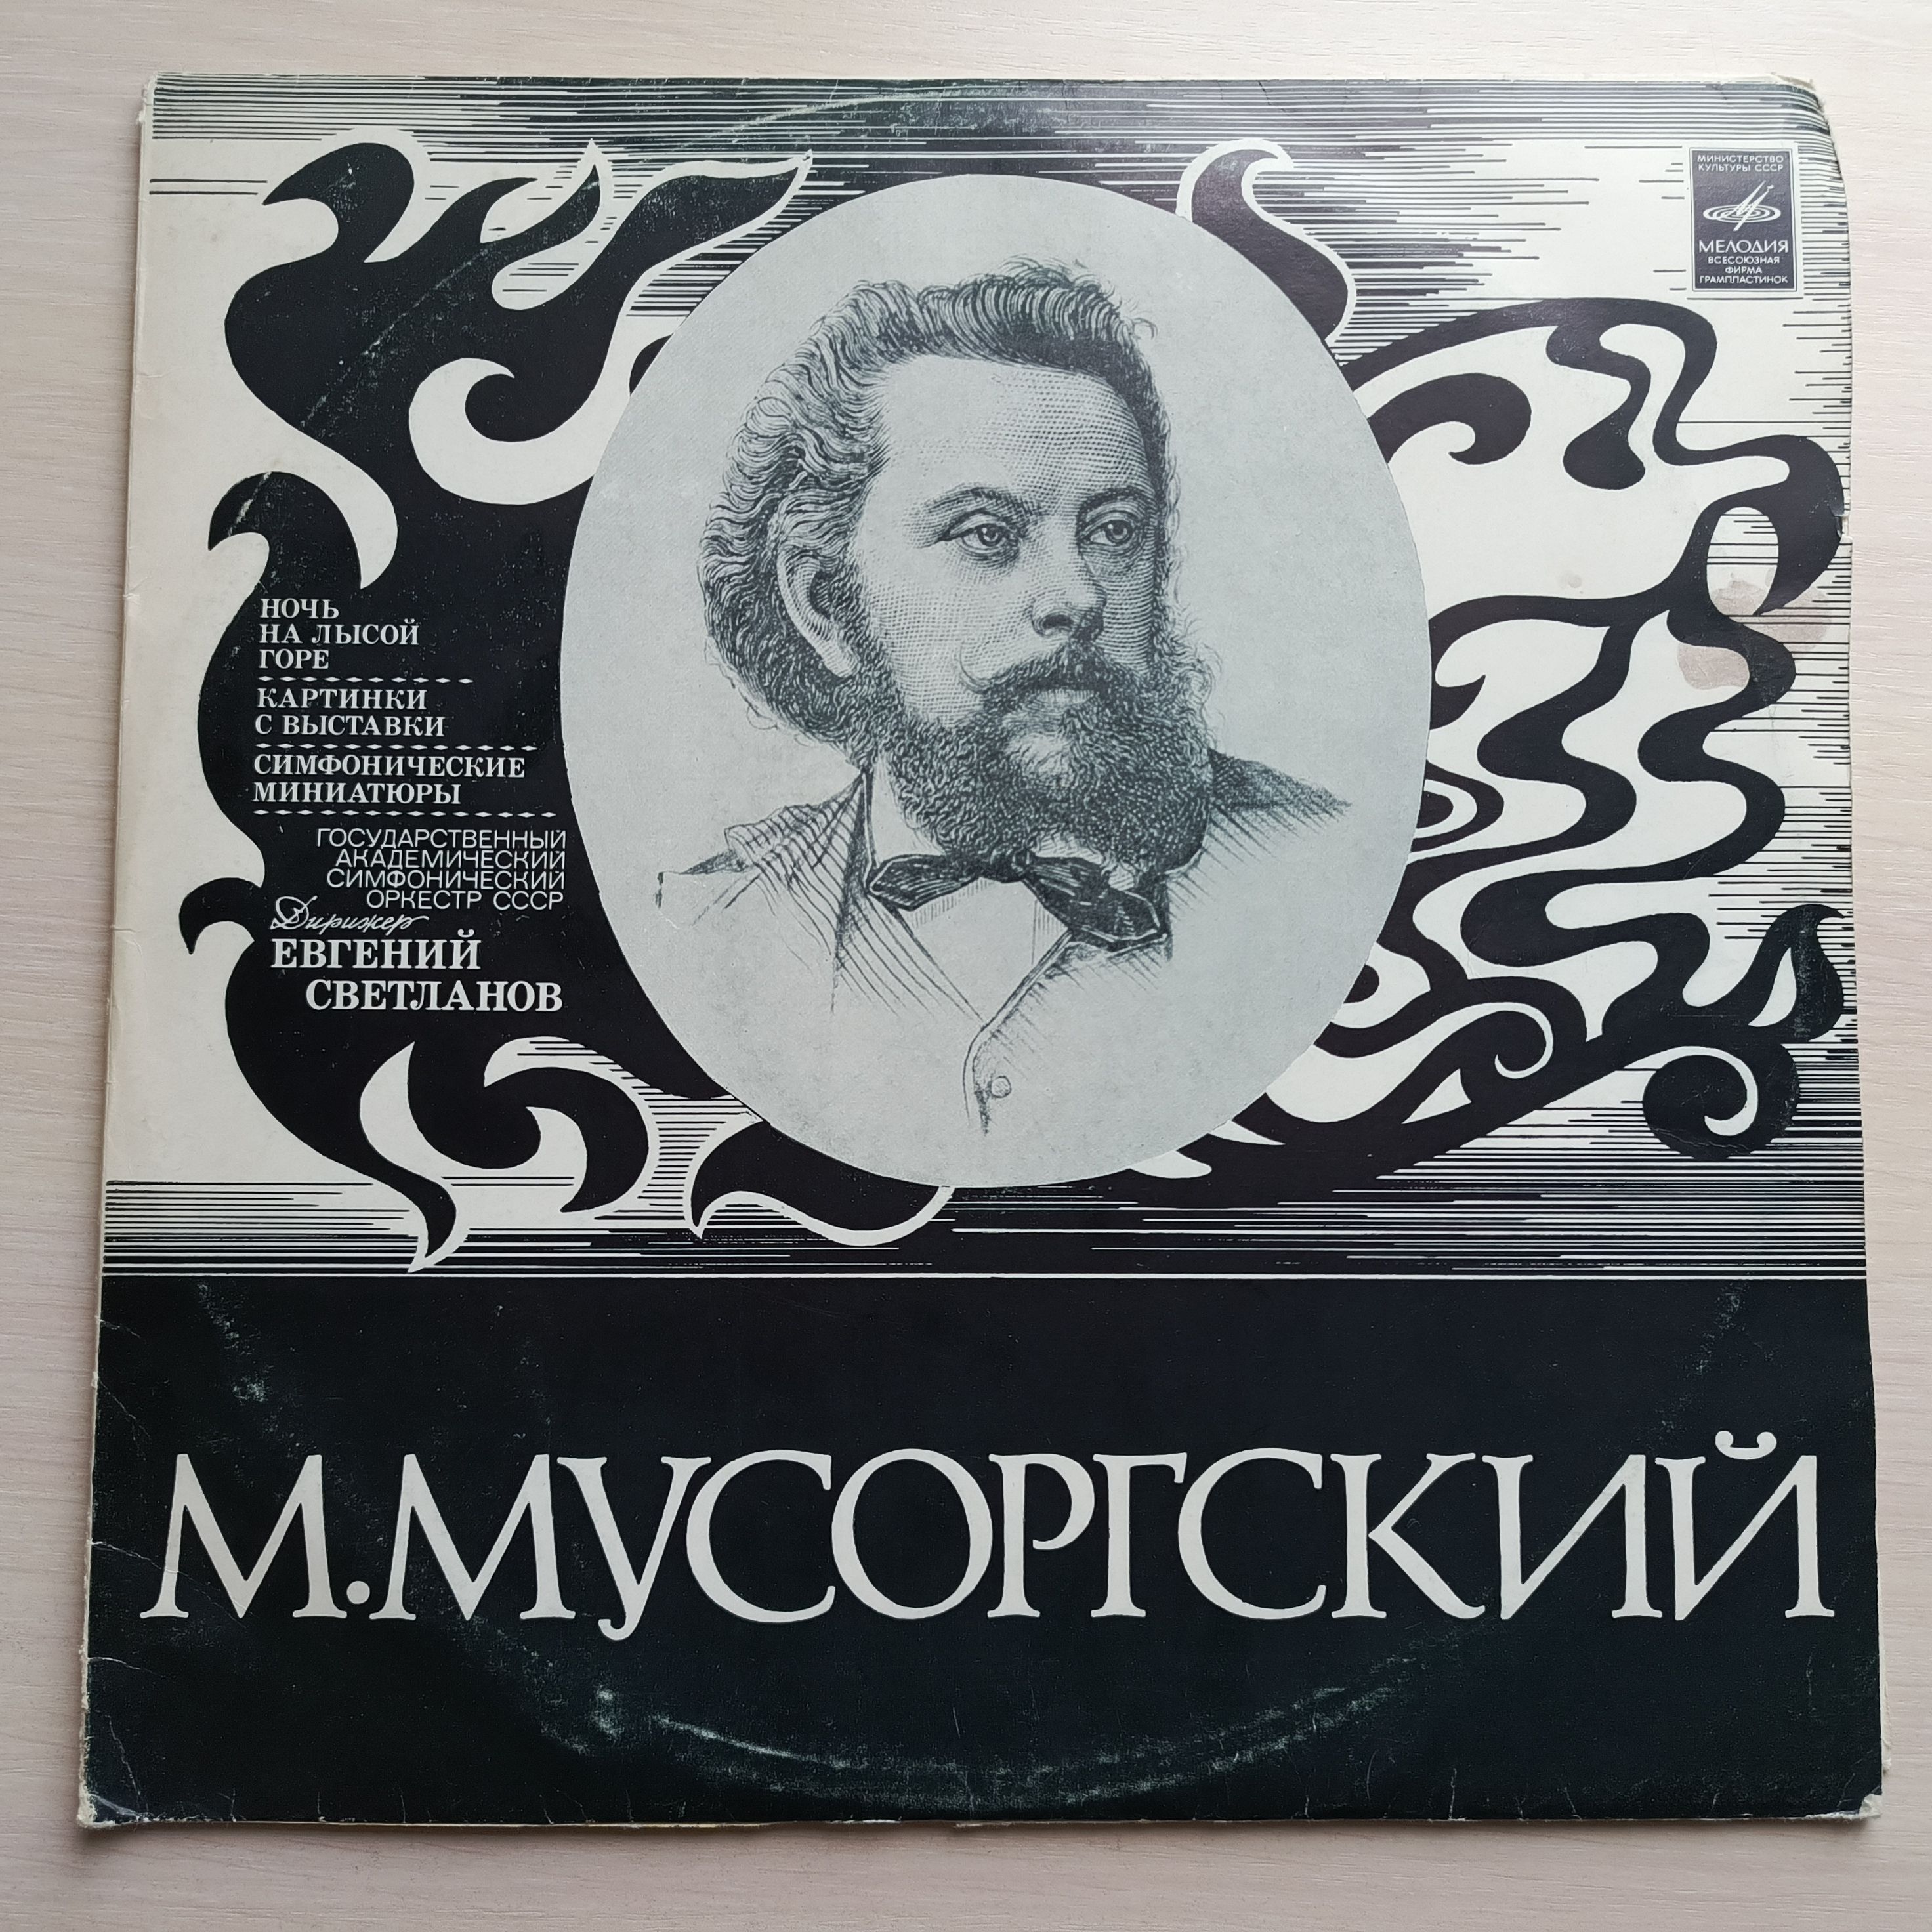 МИНИСТЕРСТВО
КУЛЬТУРЫ СССР
МЕЛОДИЯ
ВСЕСОЮЗНАЯ
ФИРМА
ГРАМПЛАСТИНОК
НОЧЬ
НА ЛЫСОЙ
ГОРЕ
КАРТИНКИ
С ВЫСТАВКИ
СИМФОНИЧЕСКИЕ
МИНИАТЮРЫ
ГОСУДАРСТВЕННЫЙ
АКАДЕМИЧЕСКИЙ
СИМФОНИЧЕСКИЙ
ОРКЕСТР СССР
Дирижер
ЕВГЕНИЙ
СВЕТЛАНОВ
М.МУСОРГСКИЙ